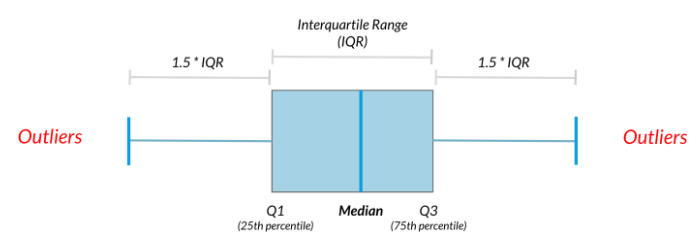 Interquartile Range
(IQR)
1.5 * IQR
1.5 * IQR
Outliers
Outliers
Q1
(25th percentile)
Median
Q3
(75th percentile)